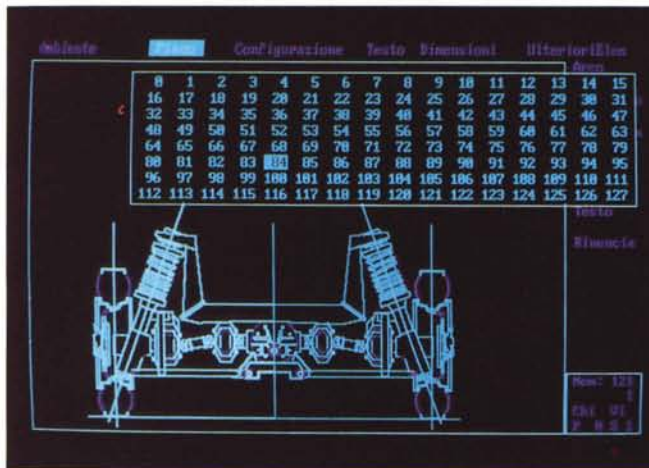 Ambiente Piano Configurazione Testo Dimensioni UlterioriElem
Aree
c
0 1 2 3 4 5 6 7 8 9 10 11 12 13 14 15
16 17 18 19 20 21 22 23 24 25 26 27 28 29 30 31
32 33 34 35 36 37 38 39 40 41 42 43 44 45 46 47
48 49 50 51 52 53 54 55 56 57 58 59 60 61 62 63
64 65 66 67 68 69 70 71 72 73 74 75 76 77 78 79
80 81 82 83 84 85 86 87 88 89 90 91 92 93 94 95
96 97 98 99 100 101 102 103 104 105 106 107 108 109 110 111
112 113 114 115 116 117 118 119 120 121 122 123 124 125 126 127
Testo
Rinuncie
Mem: 123